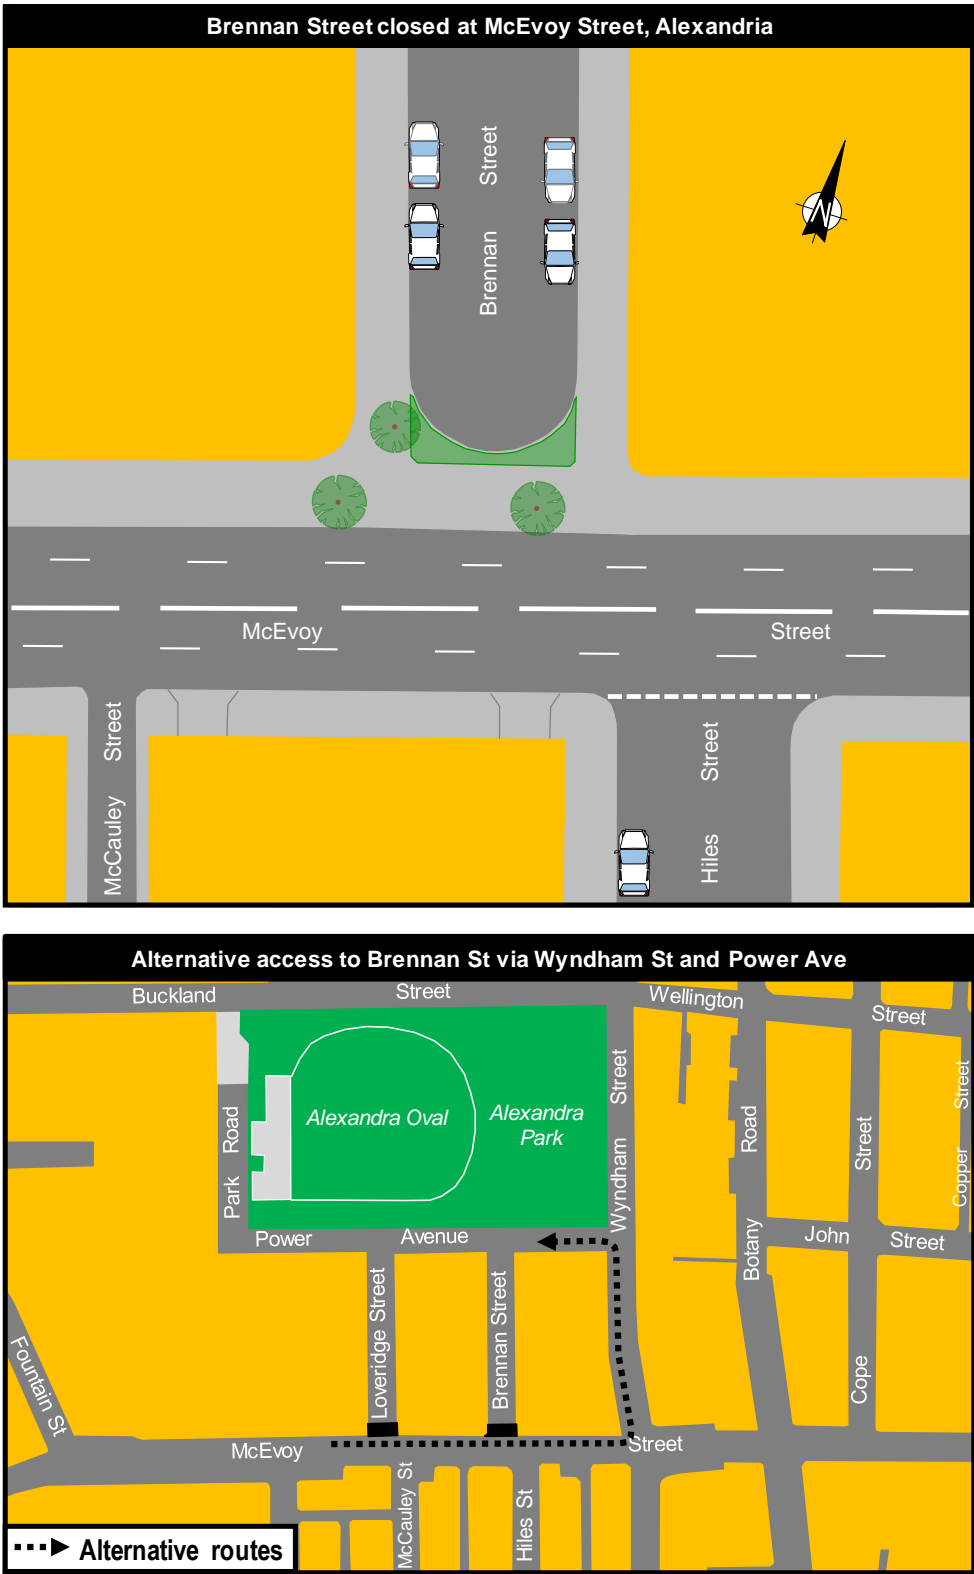 Brennan Street closed at McEvoy Street, Alexandria
Brennan Street
N
McEvoy Street
McCauley Street
Hiles Street
Alternative access to Brennan St via Wyndham St and Power Ave
Buckland Street
Wellington Street
Alexandra Oval
Alexandra
Park
Park Road
Wyndham Street
Botany Road
Cope Street
Copper Street
Power Avenue
John Street
Loveridge Street
Brennan Street
Fountain St
McEvoy Street
McCauley St
Hiles St
Alternative routes